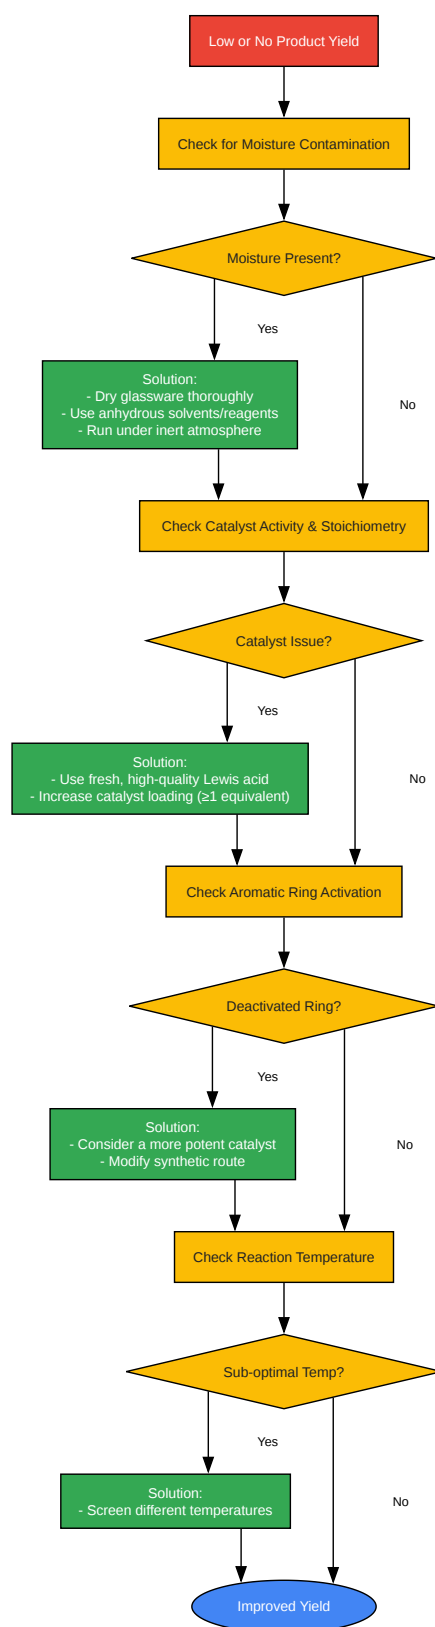 Low or No Product Yield
Check for Moisture Contamination
Moisture Present?
Yes
Solution:
- Dry glassware thoroughly
- Use anhydrous solvents/reagents
- Run under inert atmosphere
No
Check Catalyst Activity & Stoichiometry
Catalyst Issue?
Yes
Solution:
- Use fresh, high-quality Lewis acid
- Increase catalyst loading (≥1 equivalent)
No
Check Aromatic Ring Activation
Deactivated Ring?
Yes
Solution:
- Consider a more potent catalyst
- Modify synthetic route
No
Check Reaction Temperature
Sub-optimal Temp?
Yes
Solution:
- Screen different temperatures
No
Improved Yield